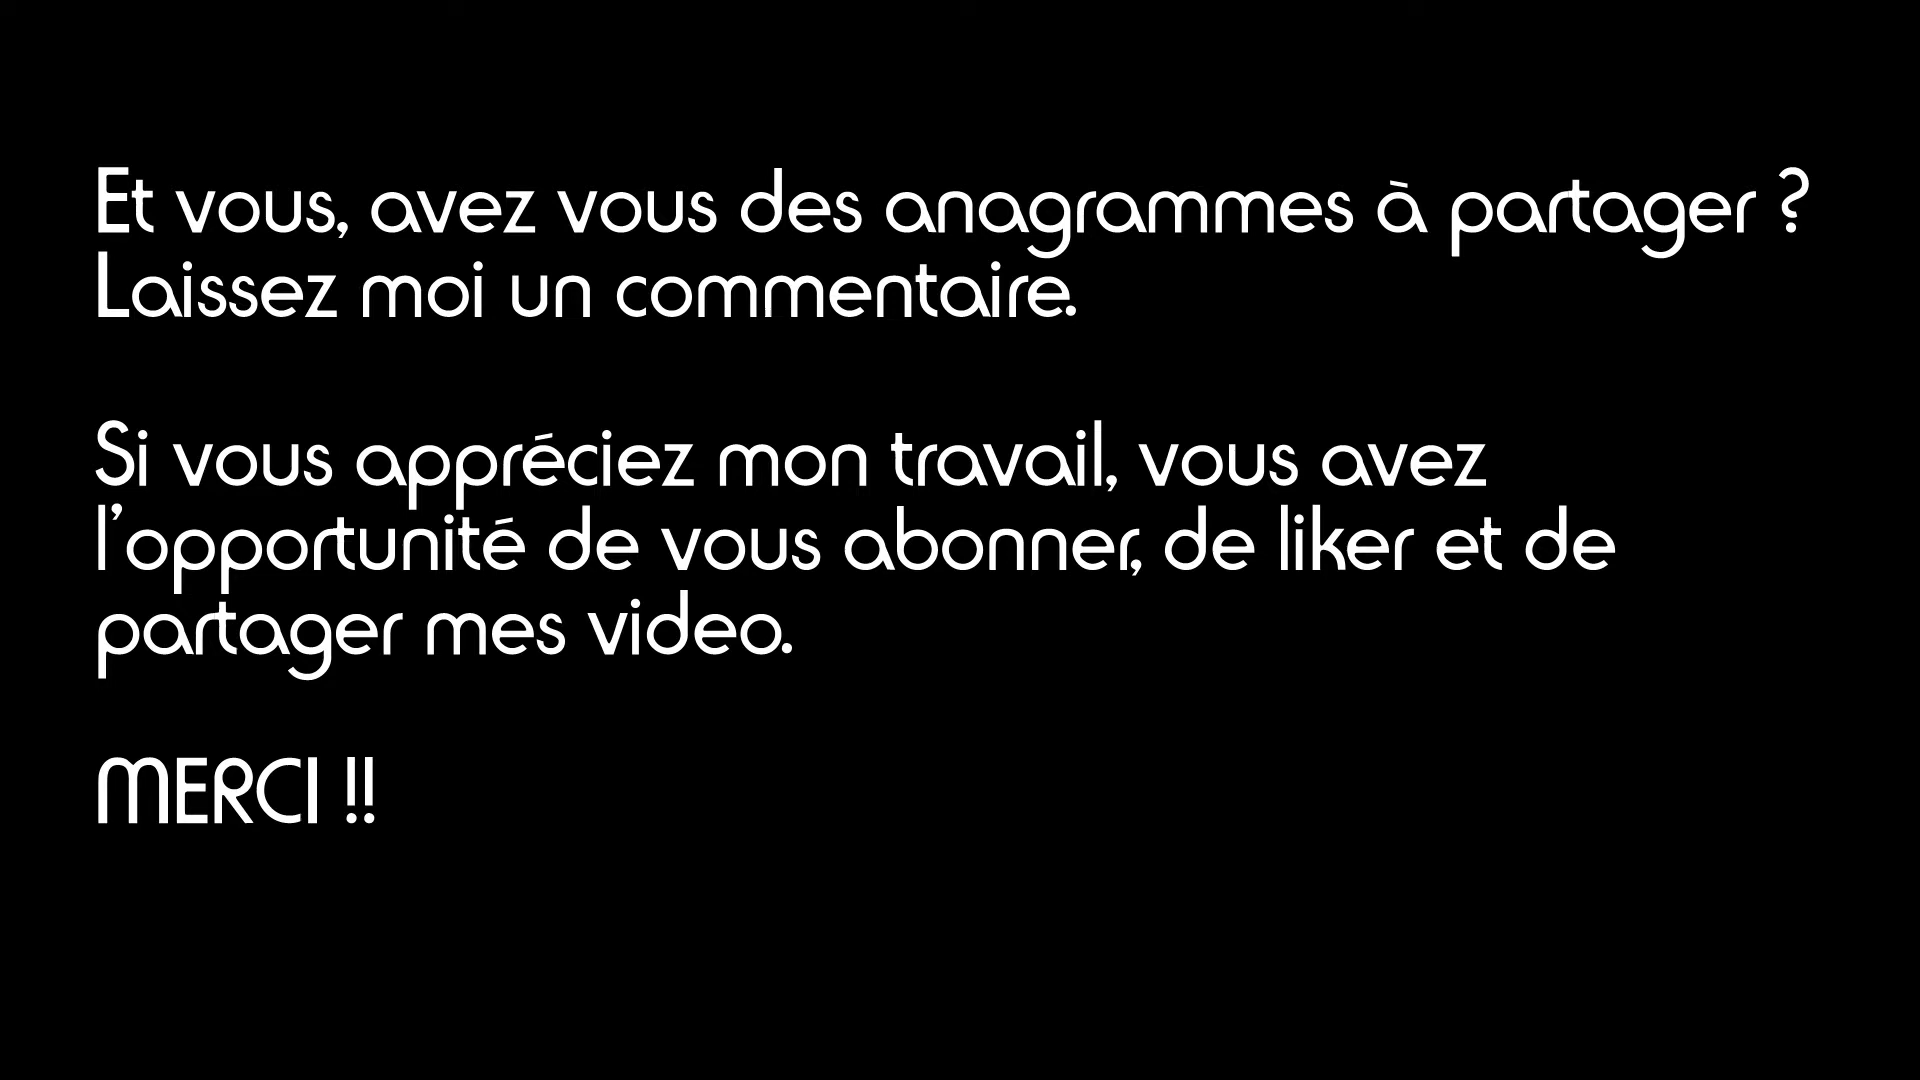 Et vous, avez vous des anagrammes à partager ?
Laissez moi un commentaire.
Si vous appréciez mon travail, vous avez
l'opportunité de vous abonner, de liker et de
partager mes video.
MERCI !!